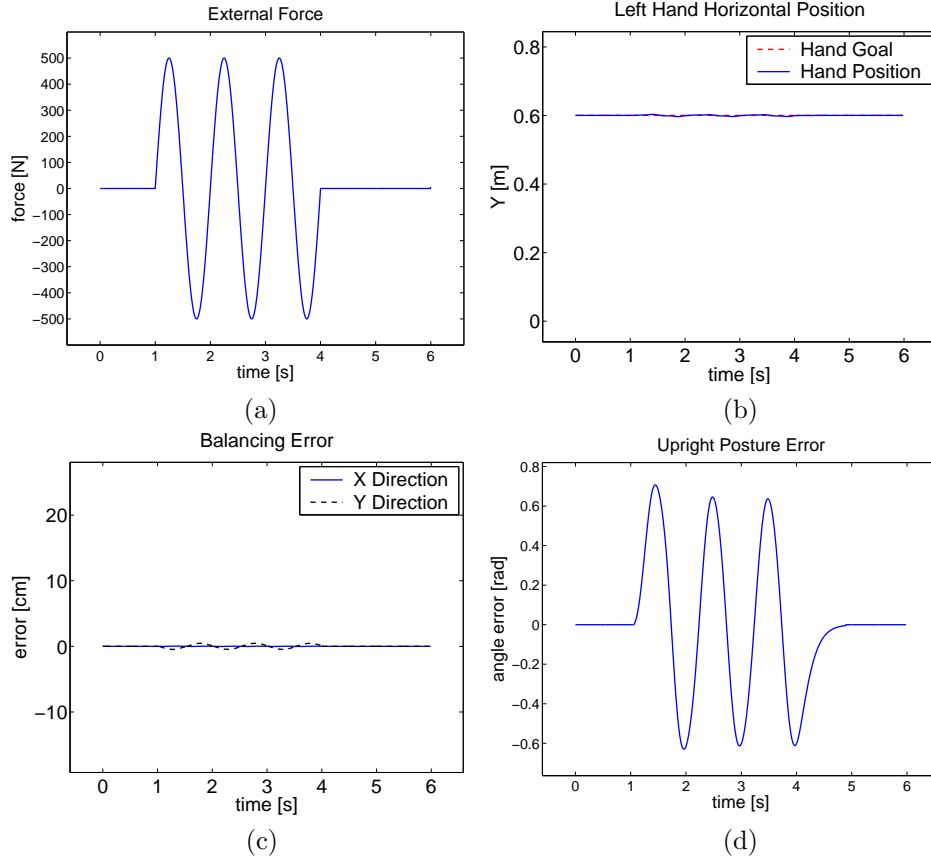 External Force
force [N]
500
400
300
200
100
0
−100
−200
−300
−400
−500
0 1 2 3 4 5 6
time [s]
(a)
Left Hand Horizontal Position
Hand Goal
Hand Position
Y [m]
0.8
0.6
0.4
0.2
0
0 1 2 3 4 5 6
time [s]
(b)
Balancing Error
X Direction
Y Direction
error [cm]
20
10
0
−10
0 1 2 3 4 5 6
time [s]
(c)
Upright Posture Error
angle error [rad]
0.8
0.6
0.4
0.2
0
−0.2
−0.4
−0.6
0 1 2 3 4 5 6
time [s]
(d)